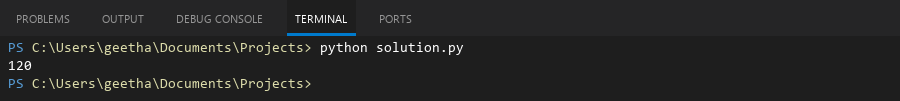 PROBLEMS OUTPUT DEBUG CONSOLE TERMINAL PORTS
PS C:\Users\geetha\Documents\Projects> python solution.py
120
PS C:\Users\geetha\Documents\Projects>